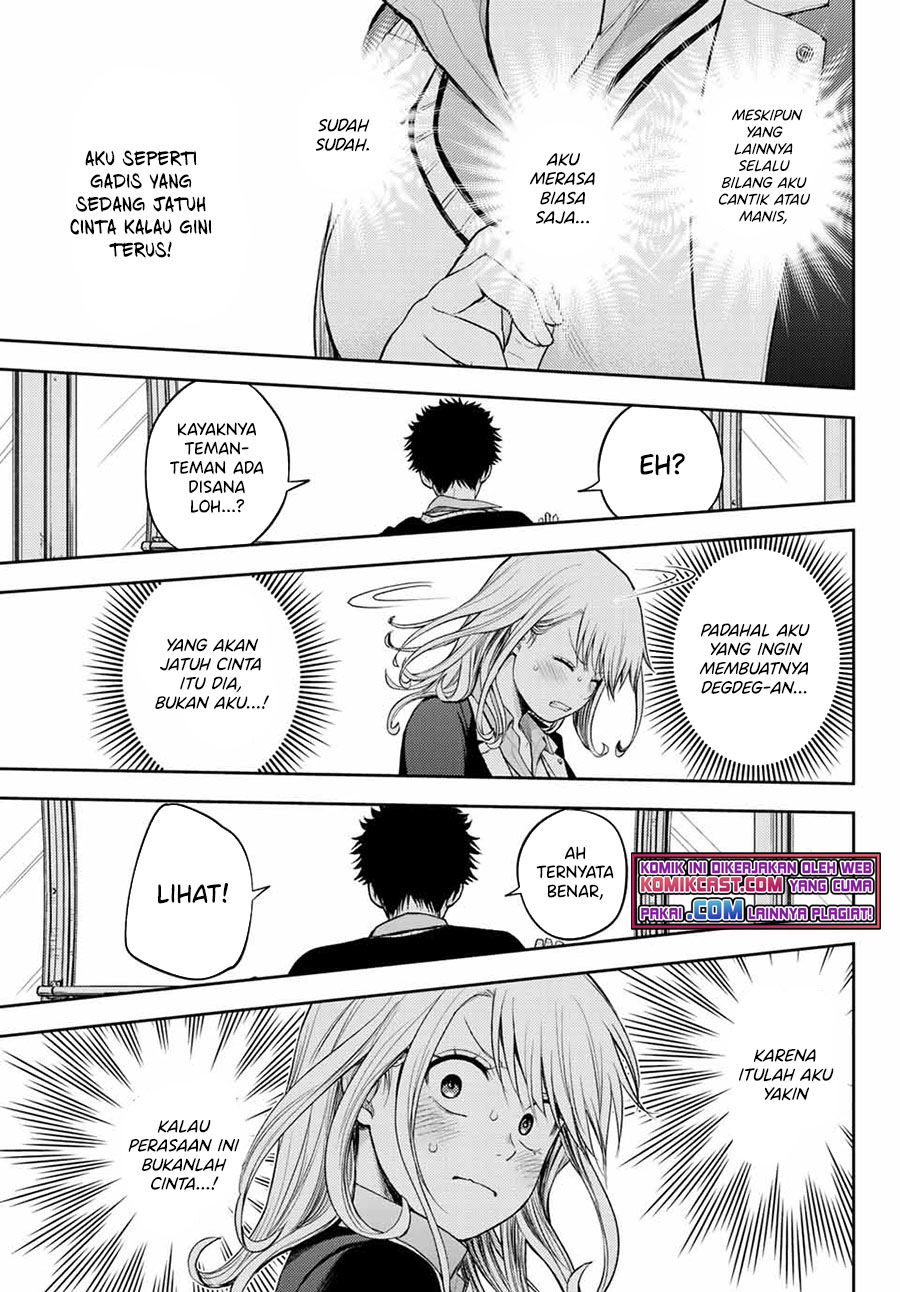 MESKIPUN
YANG
LAINNYA
SELALU
BILANG AKU
CANTIK ATAU
MANIS,
AKU
MERASA
BIASA
SAJA...
SUDAH
SUDAH.
AKU SEPERTI
GADIS YANG
SEDANG JATUH
CINTA KALAU GINI
TERUS!
EH?
KAYAKNYA
TEMAN-
TEMAN ADA
DISANA
LOH...?
PADAHAL AKU
YANG INGIN
MEMBUATNYA
DEGDEG-AN...
YANG AKAN
JATUH CINTA
ITU DIA,
BUKAN AKU...!
AH
TERNYATA
BENAR,
LIHAT!
KOMIK INI DIKERJAKAN OLEH WEB
KOMIKCAST.COM YANG CUMA
PAKAI .COM LAINNYA PLAGIAT!
KARENA
ITULAH AKU
YAKIN
KALAU
PERASAAN INI
BUKANLAH
CINTA...!